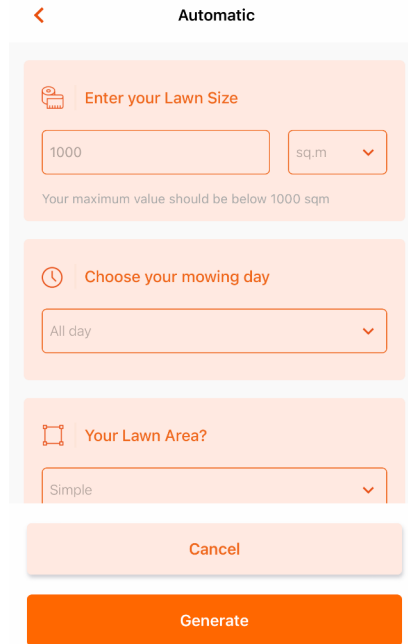 Automatic
Enter your Lawn Size
1000 sq.m
Your maximum value should be below 1000 sqm
Choose your mowing day
All day
Your Lawn Area?
Simple
Cancel
Generate